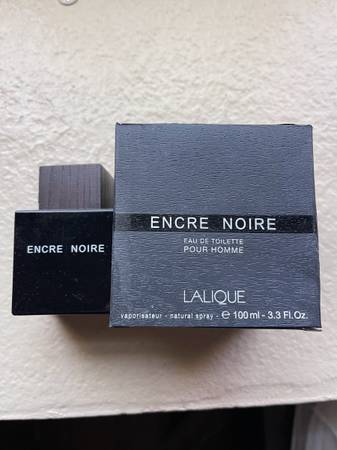 ENCRE NOIRE
ENCRE NOIRE
EAU DE TOILETTE
POUR HOMME
LALIQUE
vaporisateur - natural spray - ℮ 100 ml - 3.3 Fl.Oz.